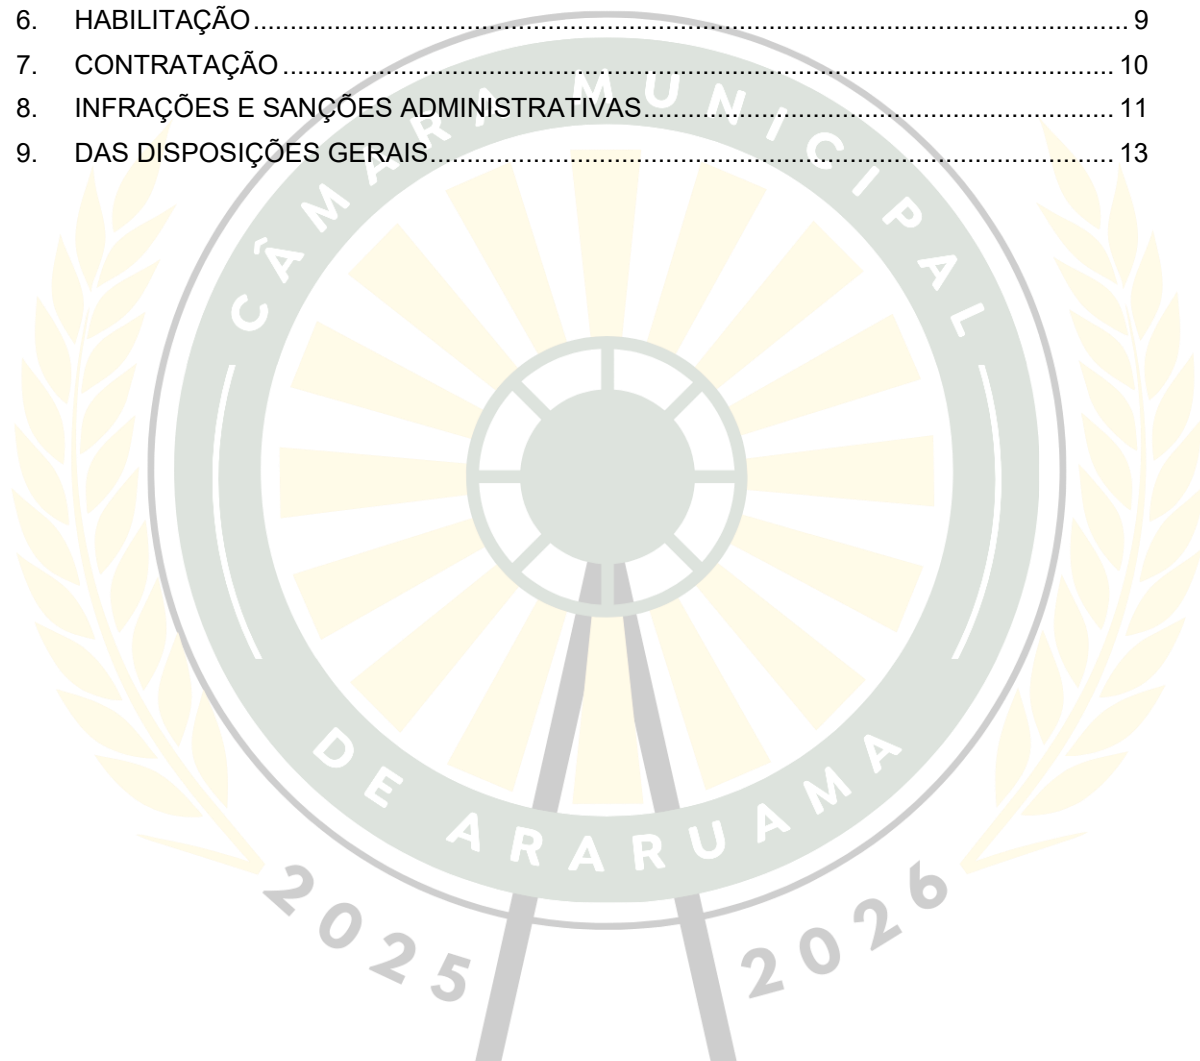 6. HABILITAÇÃO ........................................................................................................................ 9
7. CONTRATAÇÃO .................................................................................................................... 10
8. INFRAÇÕES E SANÇÕES ADMINISTRATIVAS ................................................................. 11
9. DAS DISPOSIÇÕES GERAIS ................................................................................................ 13
CÂMARA MUNICIPAL
DE ARARUAMA
2025 2026